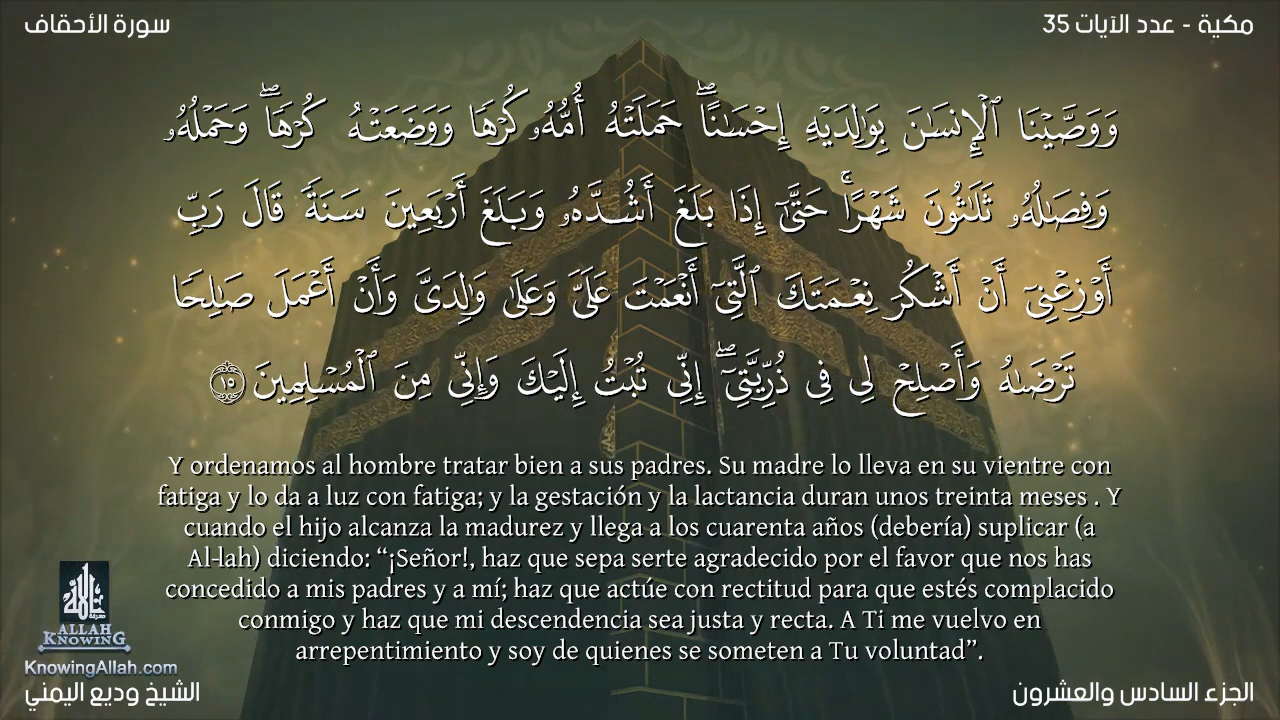 مكية - عدد الآيات 35
سورة الأحقاف
وَوَصَّيْنَا ٱلْإِنسَٰنَ بِوَٰلِدَيْهِ إِحْسَٰنًا ۖ حَمَلَتْهُ أُمُّهُۥ كُرْهًا وَوَضَعَتْهُ كُرْهًا ۖ وَحَمْلُهُۥ
وَفِصَٰلُهُۥ ثَلَٰثُونَ شَهْرًا ۚ حَتَّىٰٓ إِذَا بَلَغَ أَشُدَّهُۥ وَبَلَغَ أَرْبَعِينَ سَنَةً قَالَ رَبِّ
أَوْزِعْنِىٓ أَنْ أَشْكُرَ نِعْمَتَكَ ٱلَّتِىٓ أَنْعَمْتَ عَلَىَّ وَعَلَىٰ وَٰلِدَىَّ وَأَنْ أَعْمَلَ صَٰلِحًا
تَرْضَىٰهُ وَأَصْلِحْ لِى فِى ذُرِّيَّتِىٓ ۖ إِنِّى تُبْتُ إِلَيْكَ وَإِنِّى مِنَ ٱلْمُسْلِمِينَ ١٥
Y ordenamos al hombre tratar bien a sus padres. Su madre lo lleva en su vientre con
fatiga y lo da a luz con fatiga; y la gestación y la lactancia duran unos treinta meses . Y
cuando el hijo alcanza la madurez y llega a los cuarenta años (debería) suplicar (a
Al-lah) diciendo: “¡Señor!, haz que sepa serte agradecido por el favor que nos has
concedido a mis padres y a mí; haz que actúe con rectitud para que estés complacido
conmigo y haz que mi descendencia sea justa y recta. A Ti me vuelvo en
arrepentimiento y soy de quienes se someten a Tu voluntad”.
ALLAH
KNOWING
KnowingAllah.com
الجزء السادس والعشرون
الشيخ وديع اليمني